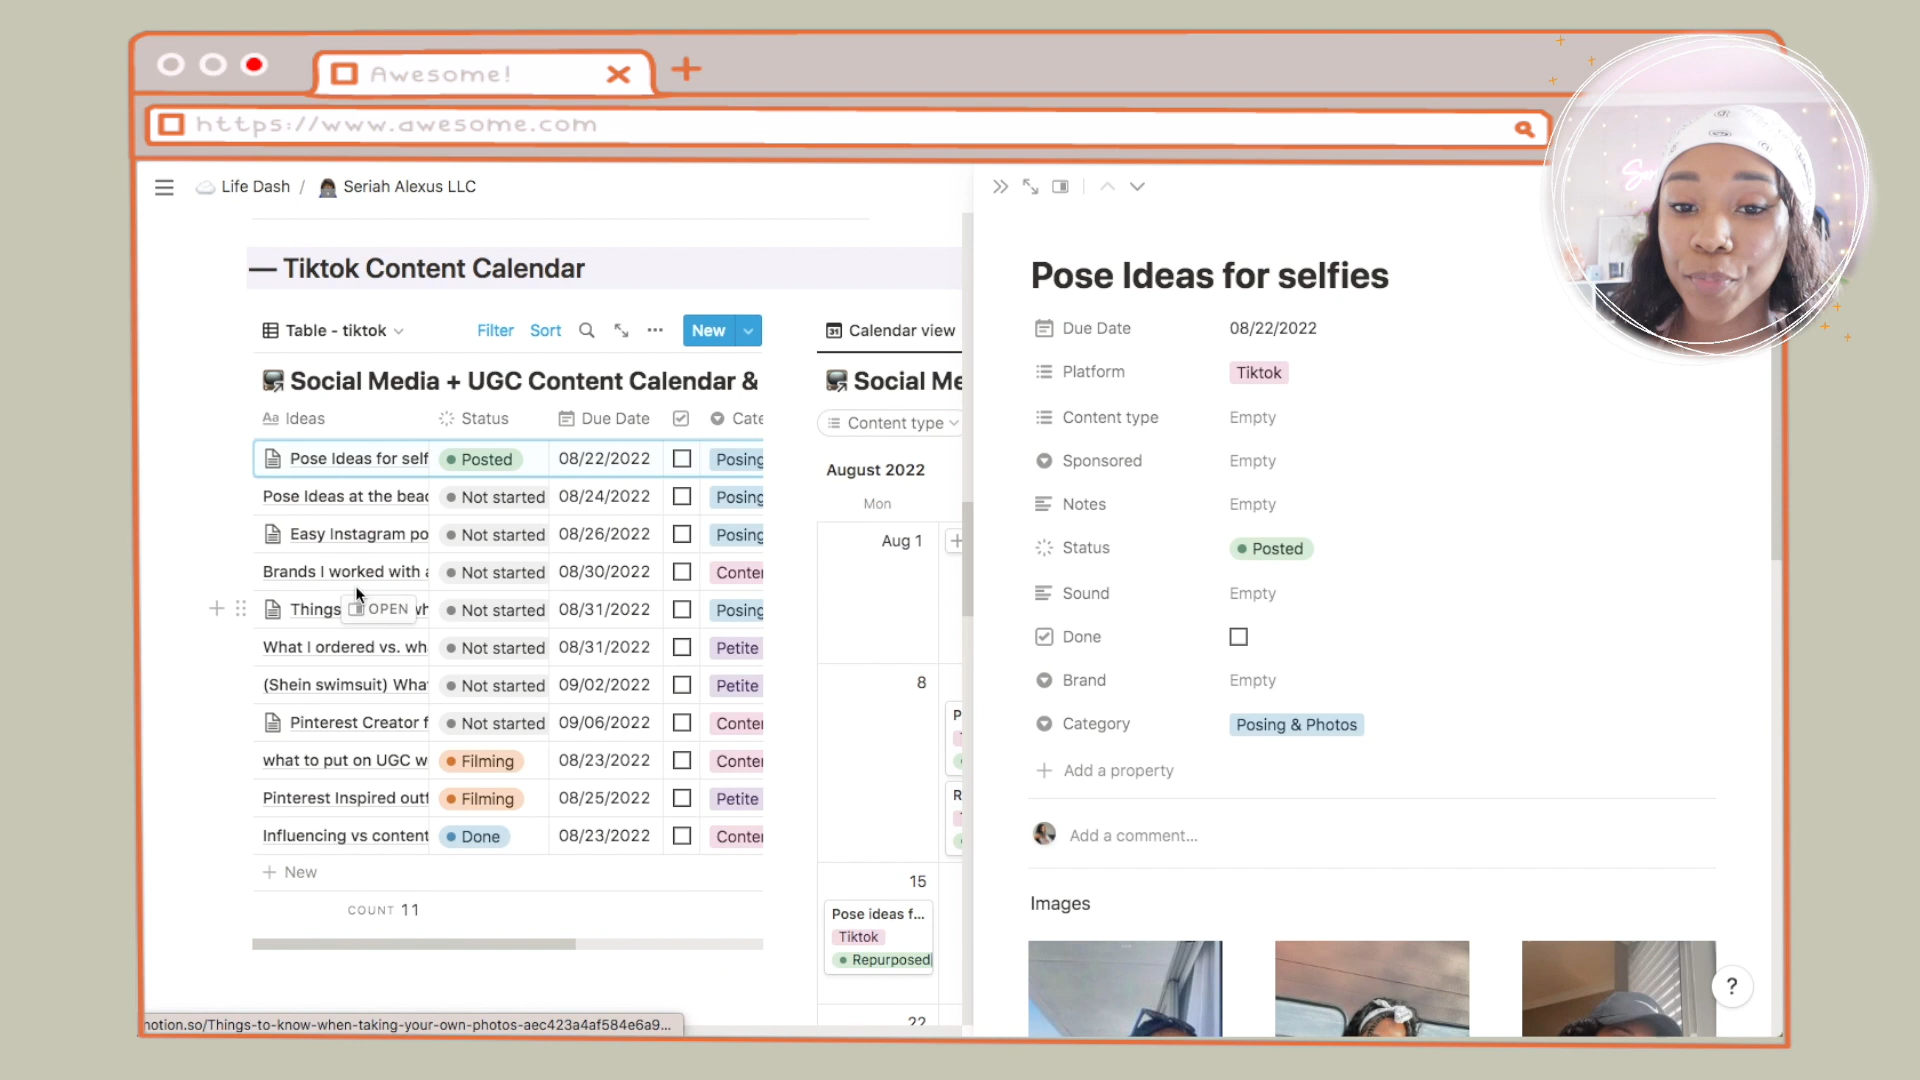 Awesome!
https://www.awesome.com
Life Dash / Seriah Alexus LLC
— Tiktok Content Calendar
Table - tiktok
Filter Sort
New
Social Media + UGC Content Calendar &
Aa Ideas Status Due Date Cate
Pose Ideas for self Posted 08/22/2022 Posing
Pose Ideas at the beac Not started 08/24/2022 Posing
Easy Instagram po Not started 08/26/2022 Posing
Brands I worked with a Not started 08/30/2022 Conter
Things OPEN wh Not started 08/31/2022 Posing
What I ordered vs. wh Not started 08/31/2022 Petite
(Shein swimsuit) Wha Not started 09/02/2022 Petite
Pinterest Creator f Not started 09/06/2022 Conter
what to put on UGC w Filming 08/23/2022 Conter
Pinterest Inspired outf Filming 08/25/2022 Petite
Influencing vs content Done 08/23/2022 Conter
+ New
COUNT 11
notion.so/Things-to-know-when-taking-your-own-photos-aec423a4af584e6a9...
31 Calendar view
Social Me
Content type
August 2022
Mon
Aug 1
8
P
R
15
Pose ideas f...
Tiktok
Repurposed
22
Pose Ideas for selfies
Due Date 08/22/2022
Platform Tiktok
Content type Empty
Sponsored Empty
Notes Empty
Status Posted
Sound Empty
Done
Brand Empty
Category Posing & Photos
+ Add a property
Add a comment...
Images
?